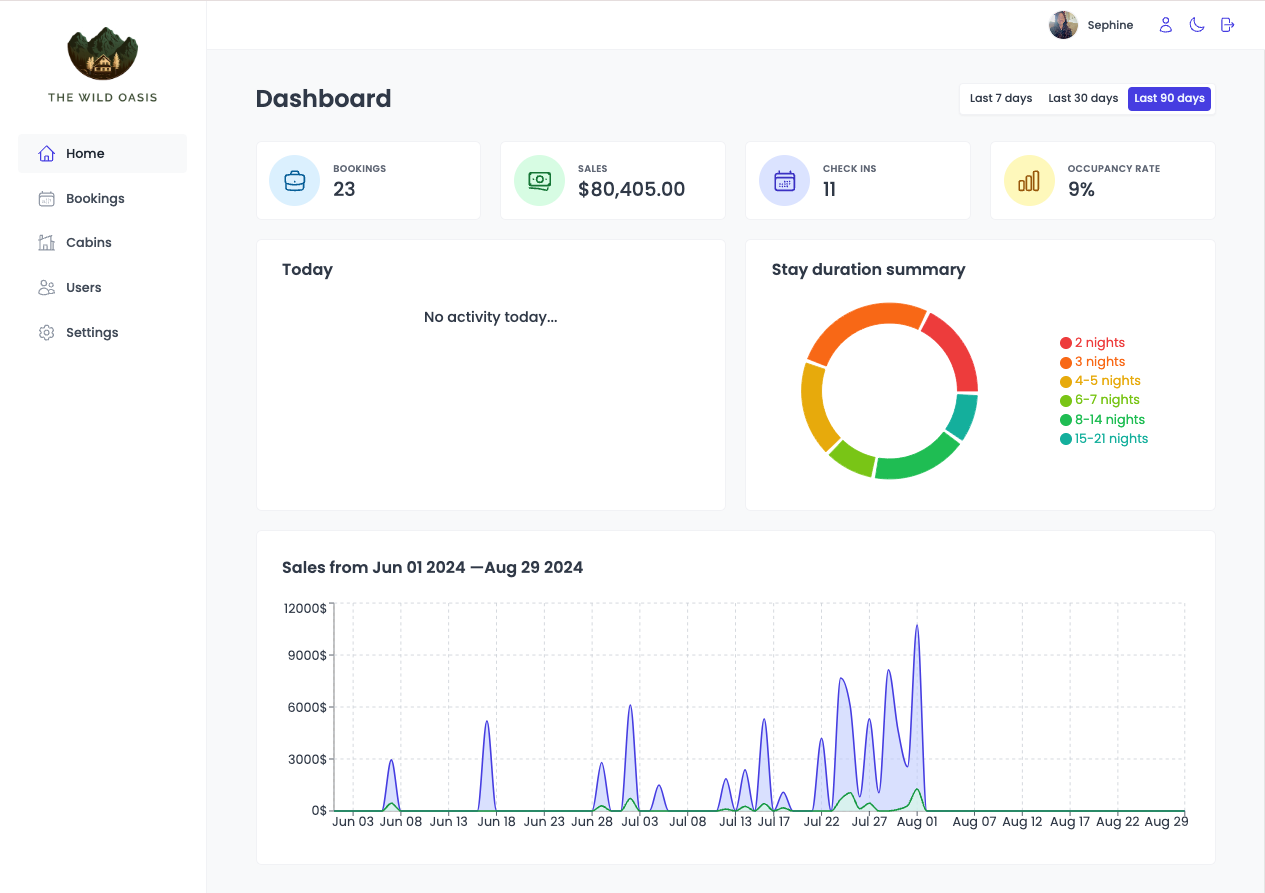 Sephine
THE WILD OASIS
Dashboard
Last 7 days Last 30 days Last 90 days
Home
Bookings
Cabins
Users
Settings
BOOKINGS
23
SALES
$80,405.00
CHECK INS
11
OCCUPANCY RATE
9%
Today
No activity today...
Stay duration summary
2 nights
3 nights
4-5 nights
6-7 nights
8-14 nights
15-21 nights
Sales from Jun 01 2024 —Aug 29 2024
12000$
9000$
6000$
3000$
0$
Jun 03 Jun 08 Jun 13 Jun 18 Jun 23 Jun 28 Jul 03 Jul 08 Jul 13 Jul 17 Jul 22 Jul 27 Aug 01 Aug 07 Aug 12 Aug 17 Aug 22 Aug 29